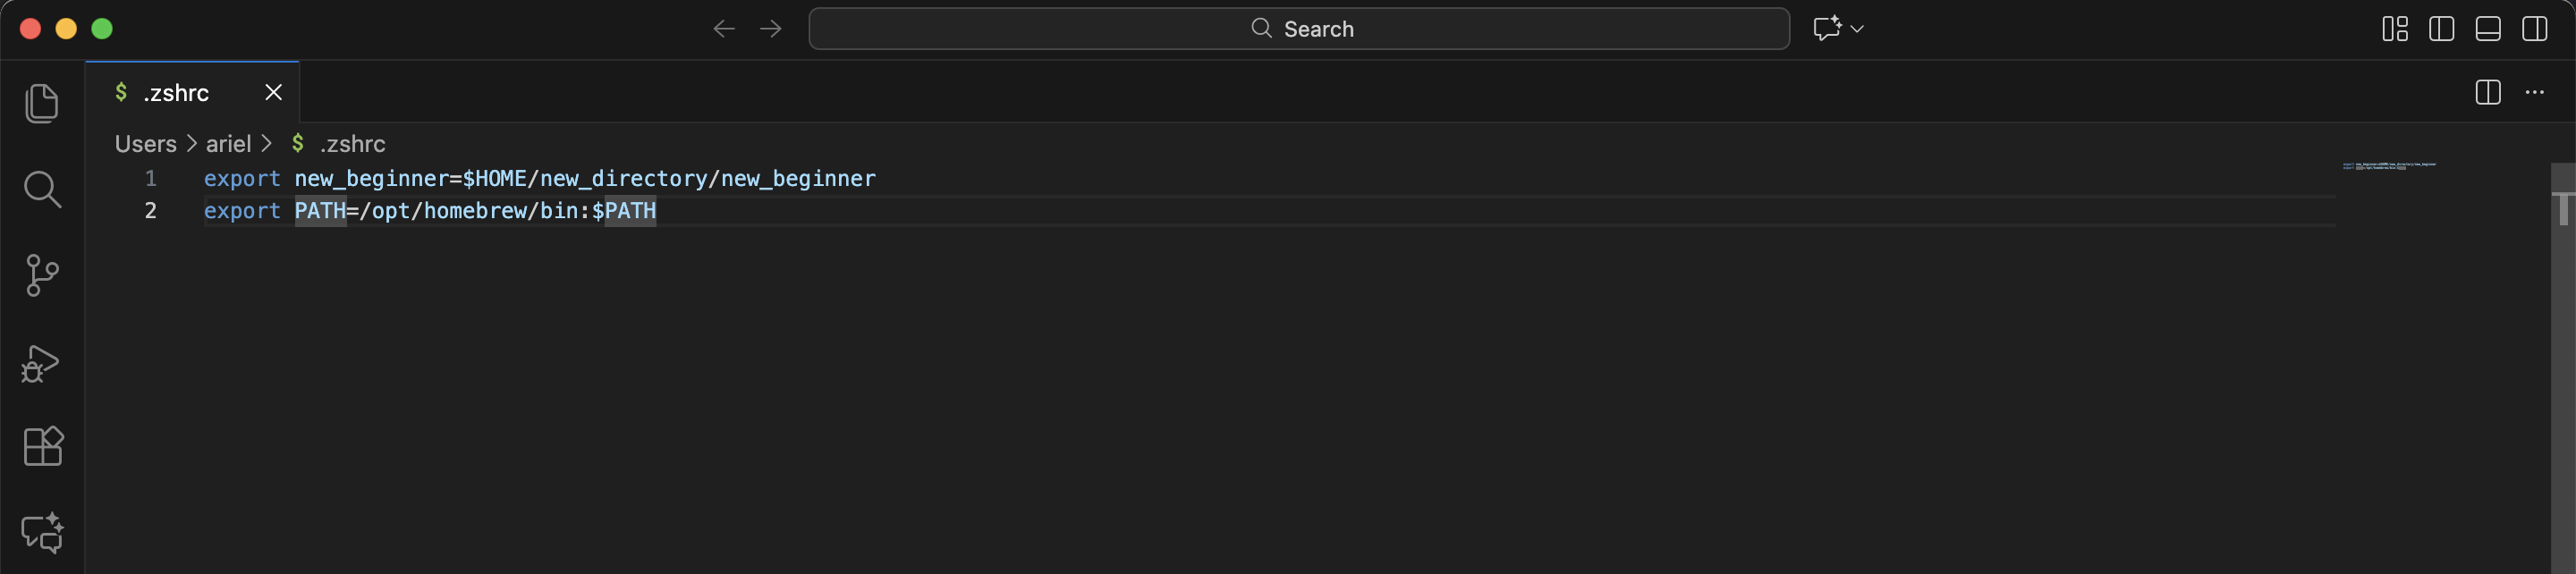 Search
$ .zshrc
Users > ariel > $ .zshrc
1 export new_beginner=$HOME/new_directory/new_beginner
2 export PATH=/opt/homebrew/bin:$PATH